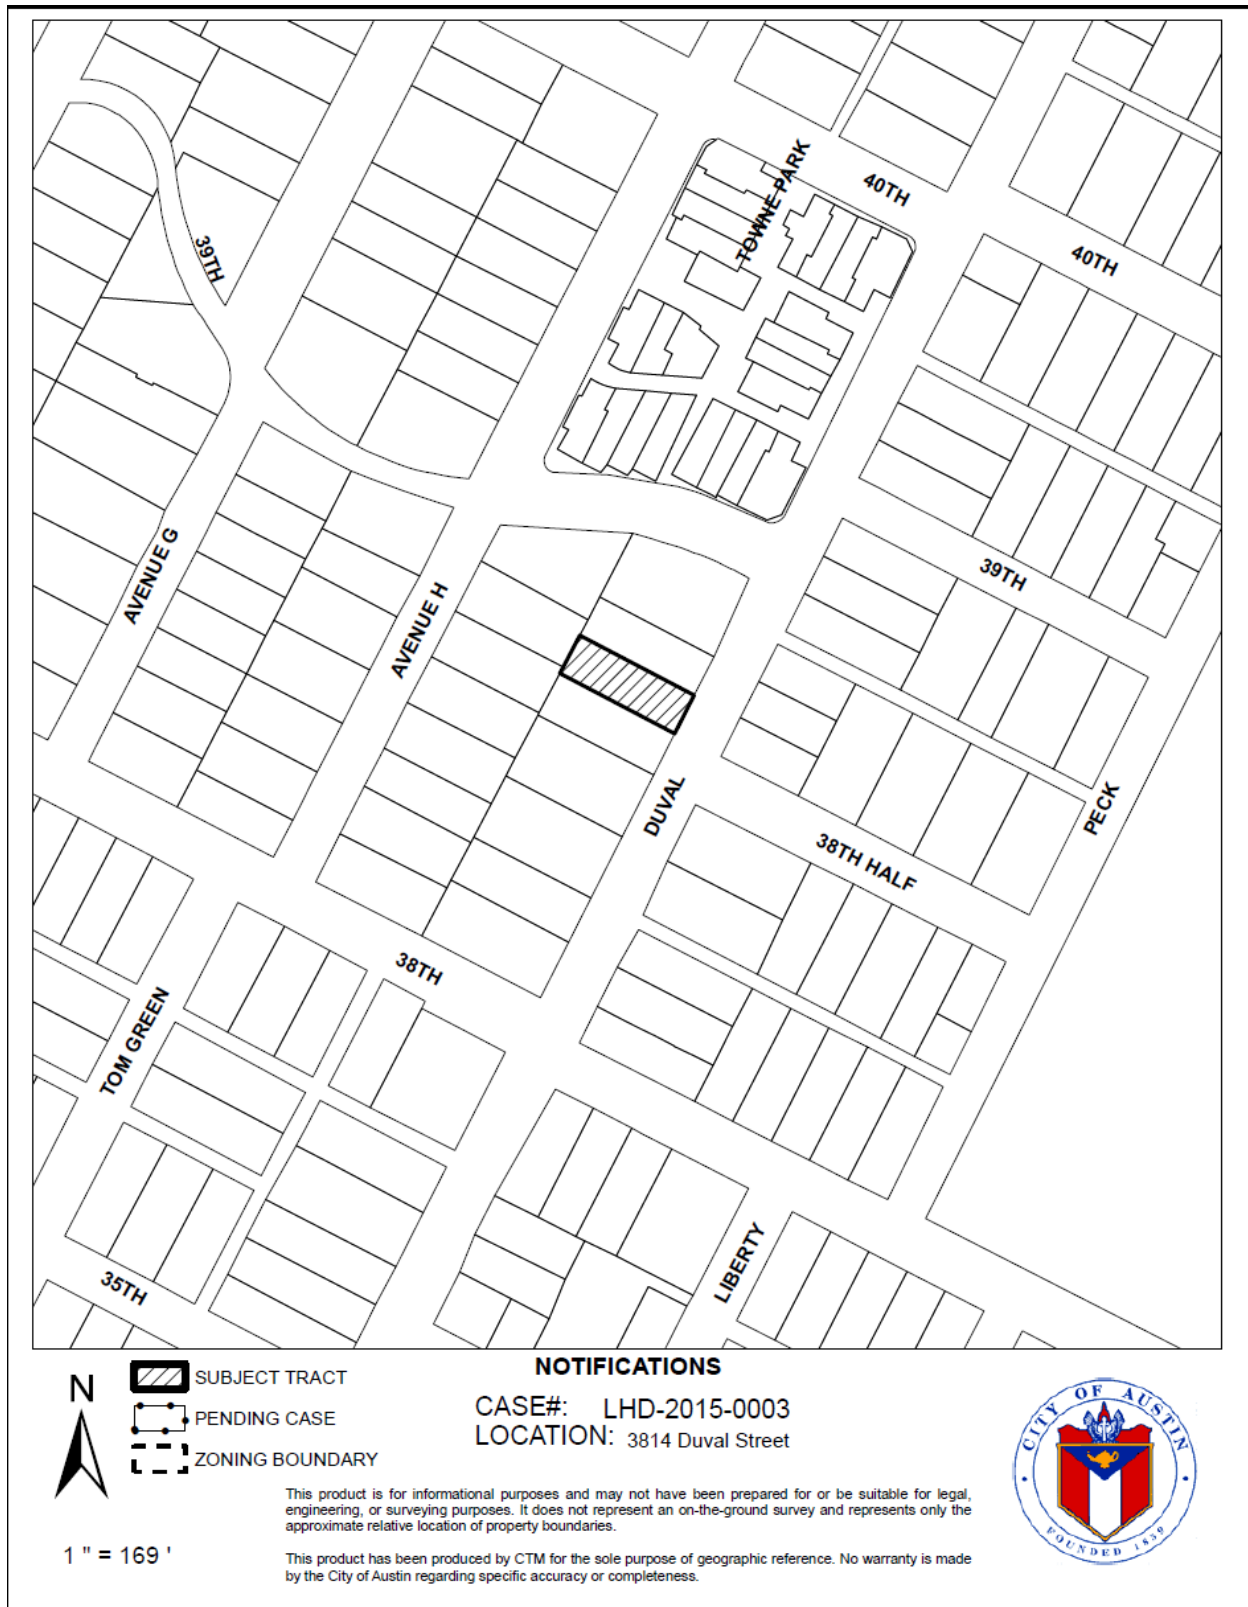 TOWNE PARK
40TH
40TH
39TH
AVENUE G
AVENUE H
39TH
DUVAL
PECK
38TH HALF
38TH
TOM GREEN
LIBERTY
35TH
N
SUBJECT TRACT
PENDING CASE
ZONING BOUNDARY
1 " = 169 '
NOTIFICATIONS
CASE#: LHD-2015-0003
LOCATION: 3814 Duval Street
This product is for informational purposes and may not have been prepared for or be suitable for legal,
engineering, or surveying purposes. It does not represent an on-the-ground survey and represents only the
approximate relative location of property boundaries.
This product has been produced by CTM for the sole purpose of geographic reference. No warranty is made
by the City of Austin regarding specific accuracy or completeness.
CITY OF AUSTIN
FOUNDED 1839